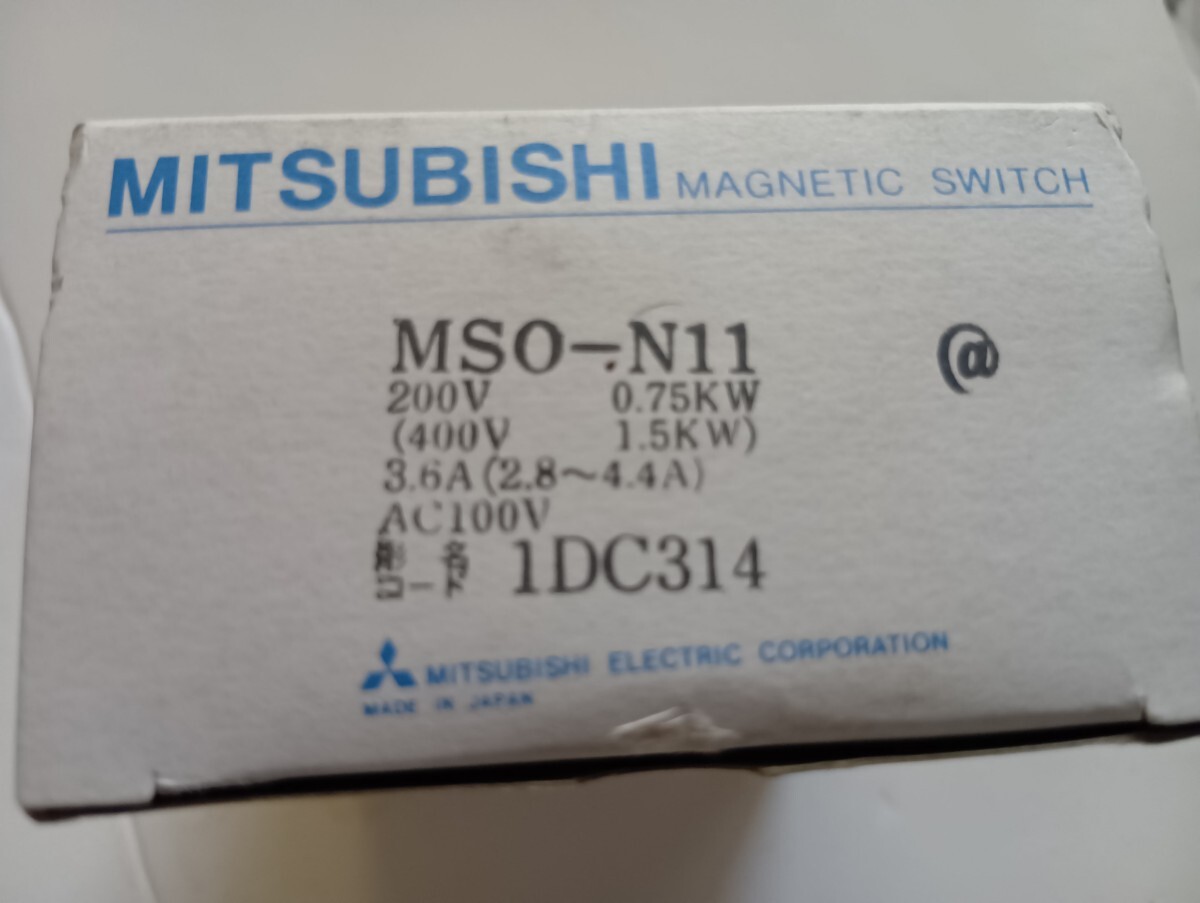 MITSUBISHI MAGNETIC SWITCH
MSO-N11
@
200V 0.75KW
(400V 1.5KW)
3.6A(2.8~4.4A)
AC100V
形名
コード 1DC314
MITSUBISHI ELECTRIC CORPORATION
MADE IN JAPAN